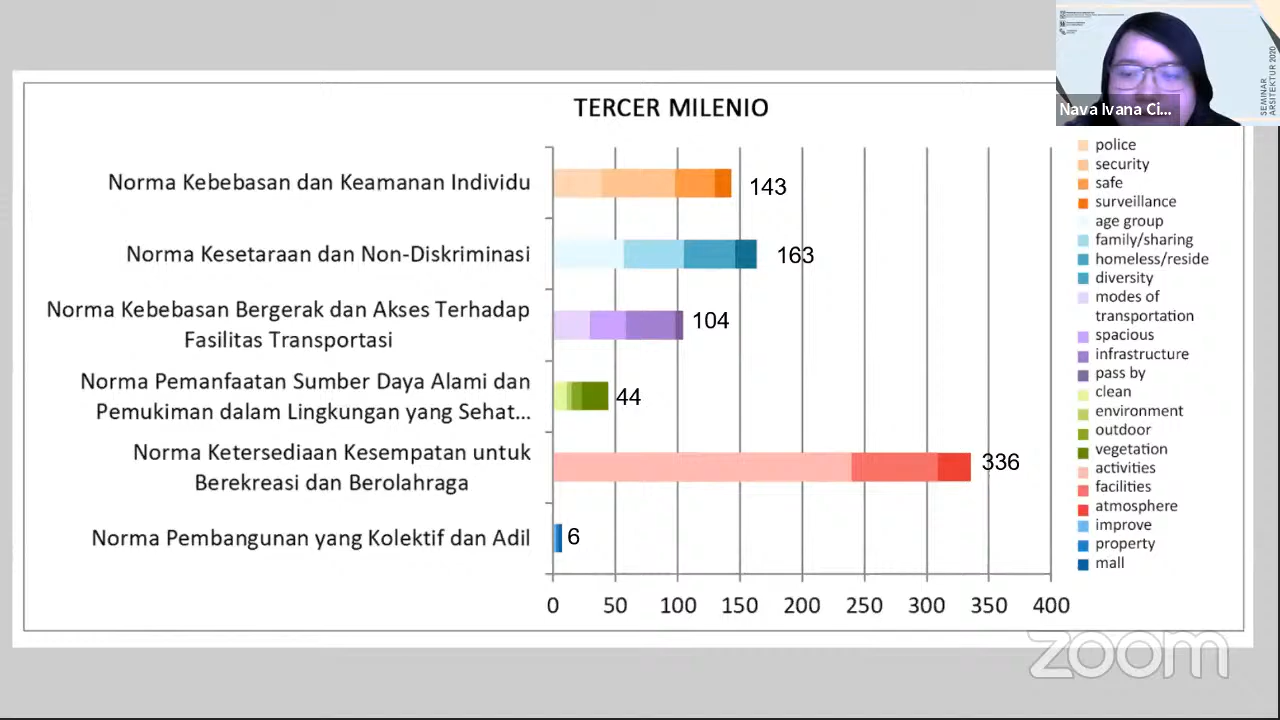 TERCER MILENIO
Norma Kebebasan dan Keamanan Individu
143
Norma Kesetaraan dan Non-Diskriminasi
163
Norma Kebebasan Bergerak dan Akses Terhadap
Fasilitas Transportasi
104
Norma Pemanfaatan Sumber Daya Alami dan
Pemukiman dalam Lingkungan yang Sehat...
44
Norma Ketersediaan Kesempatan untuk
Berekreasi dan Berolahraga
336
Norma Pembangunan yang Kolektif dan Adil
6
0 50 100 150 200 250 300 350 400
police
security
safe
surveillance
age group
family/sharing
homeless/reside
diversity
modes of
transportation
spacious
infrastructure
pass by
clean
environment
outdoor
vegetation
activities
facilities
atmosphere
improve
property
mall
Nava Ivana Ci...
SEMINAR
ARSITEKTUR 2020
zoom